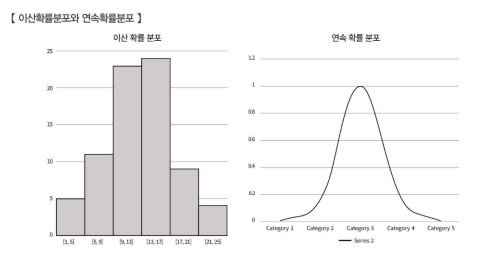 【 이산확률분포와 연속확률분포 】
이산 확률 분포
25
20
15
10
5
0
[1, 5]
[5, 9]
[9, 13]
[13, 17]
[17, 21]
[21, 25]
연속 확률 분포
1.2
1
0.8
0.6
0.4
0.2
0
Category 1
Category 2
Category 3
Category 4
Category 5
Series 2